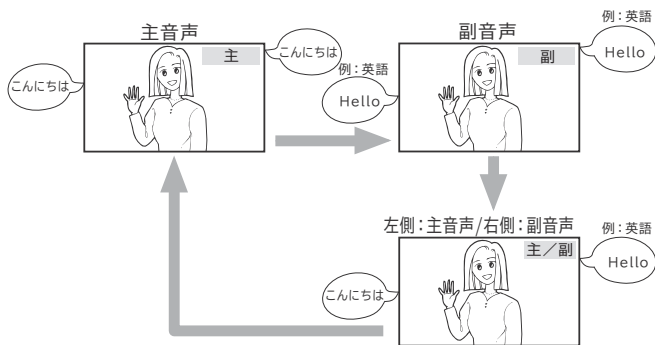 主音声
主
こんにちは
こんにちは
副音声
副
例：英語
Hello
例：英語
Hello
左側：主音声/右側：副音声
主／副
例：英語
Hello
こんにちは